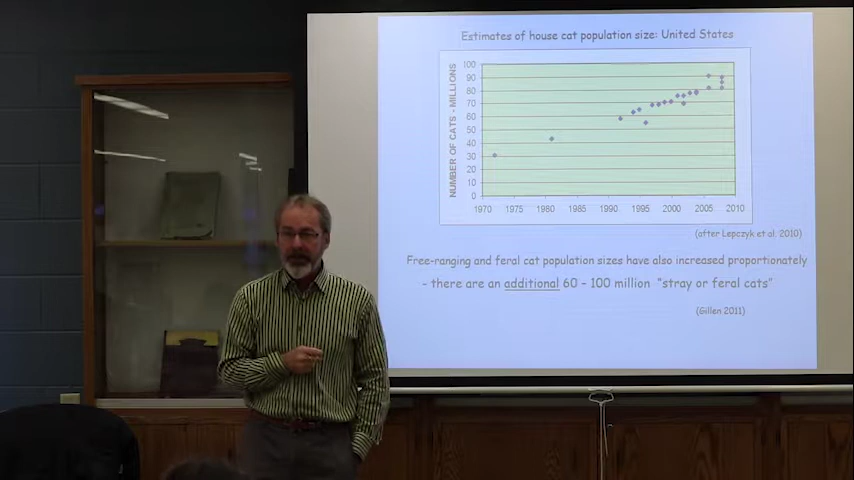 Estimates of house cat population size: United States
NUMBER OF CATS - MILLIONS
100
90
80
70
60
50
40
30
20
10
0
1970 1975 1980 1985 1990 1995 2000 2005 2010
(after Lepczyk et al. 2010)
Free-ranging and feral cat population sizes have also increased proportionately
- there are an additional 60 - 100 million "stray or feral cats"
(Gillen 2011)